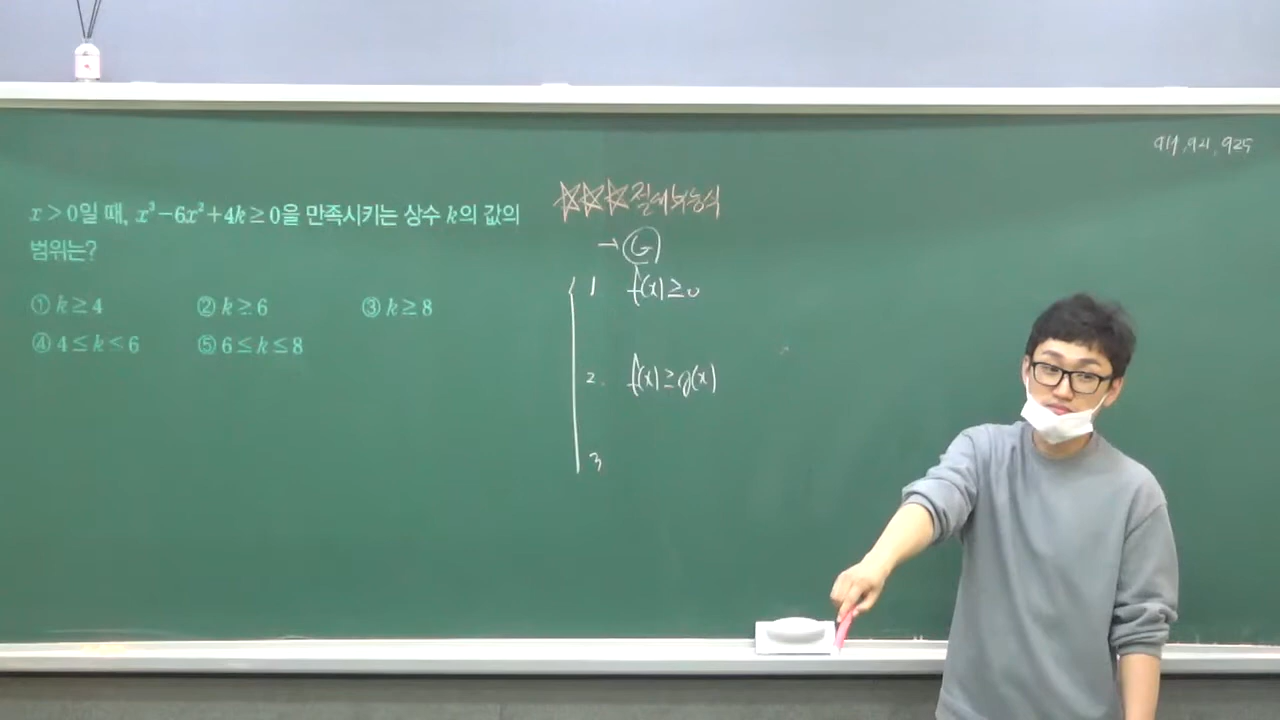 x>0일 때, x³-6x²+4k≥0을 만족시키는 상수 k의 값의
범위는?
① k≥4 ② k≥6 ③ k≥8
④ 4≤k≤6 ⑤ 6≤k≤8
☆☆☆ 절대부등식
→ G
1 f(x)≥0
2. f(x)≥g(x)
3
925